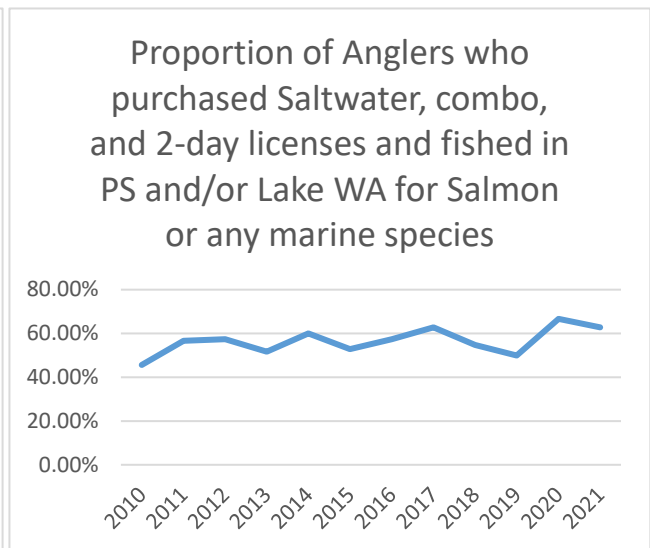 Proportion of Anglers who
purchased Saltwater, combo,
and 2-day licenses and fished in
PS and/or Lake WA for Salmon
or any marine species
80.00%
60.00%
40.00%
20.00%
0.00%
2010 2011 2012 2013 2014 2015 2016 2017 2018 2019 2020 2021